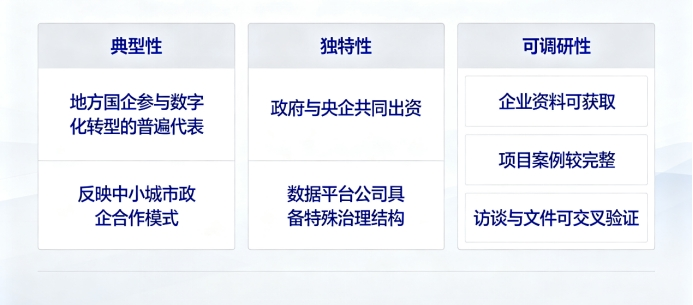 典型性
地方国企参与数字
化转型的普遍代表
反映中小城市政
企合作模式
独特性
政府与央企共同出资
数据平台公司具
备特殊治理结构
可调研性
企业资料可获取
项目案例较完整
访谈与文件可交叉验证